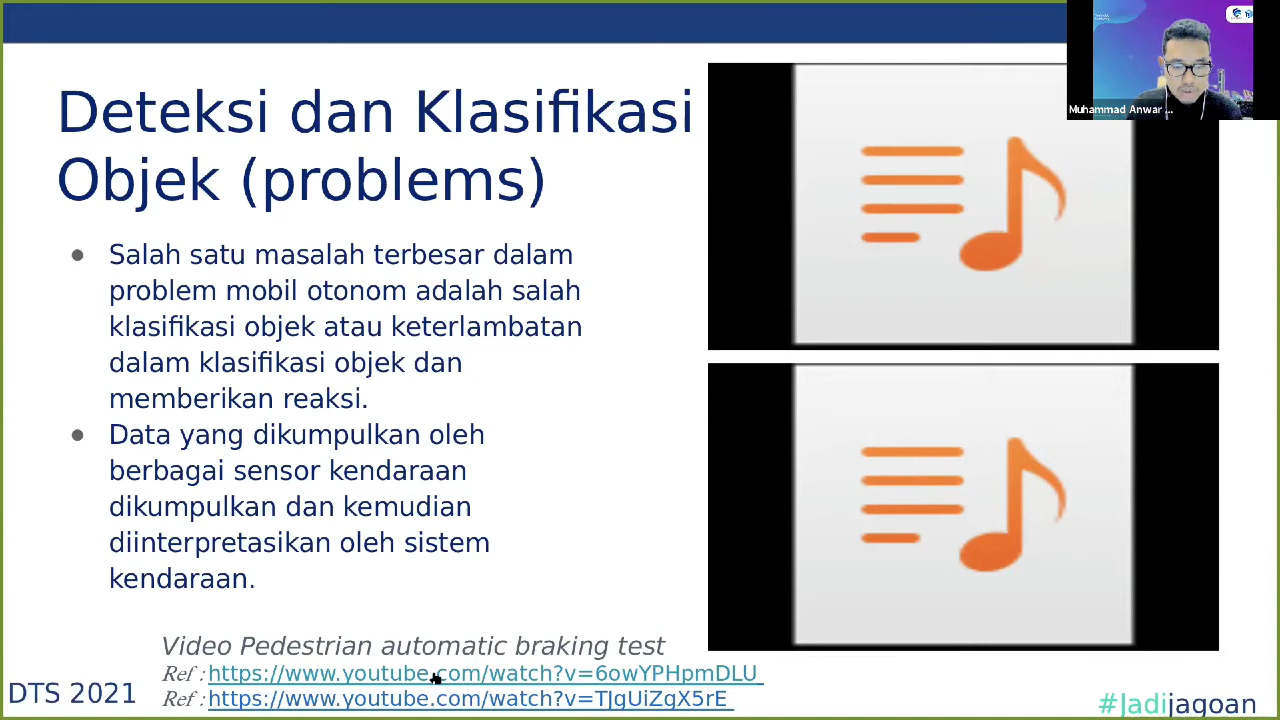 Deteksi dan Klasifikasi
Objek (problems)
Muhammad Anwar ...
● Salah satu masalah terbesar dalam
problem mobil otonom adalah salah
klasifikasi objek atau keterlambatan
dalam klasifikasi objek dan
memberikan reaksi.
● Data yang dikumpulkan oleh
berbagai sensor kendaraan
dikumpulkan dan kemudian
diinterpretasikan oleh sistem
kendaraan.
Video Pedestrian automatic braking test
Ref : https://www.youtube.com/watch?v=6owYPHpmDLU
Ref : https://www.youtube.com/watch?v=TJgUiZgX5rE
DTS 2021
#Jadijagoan